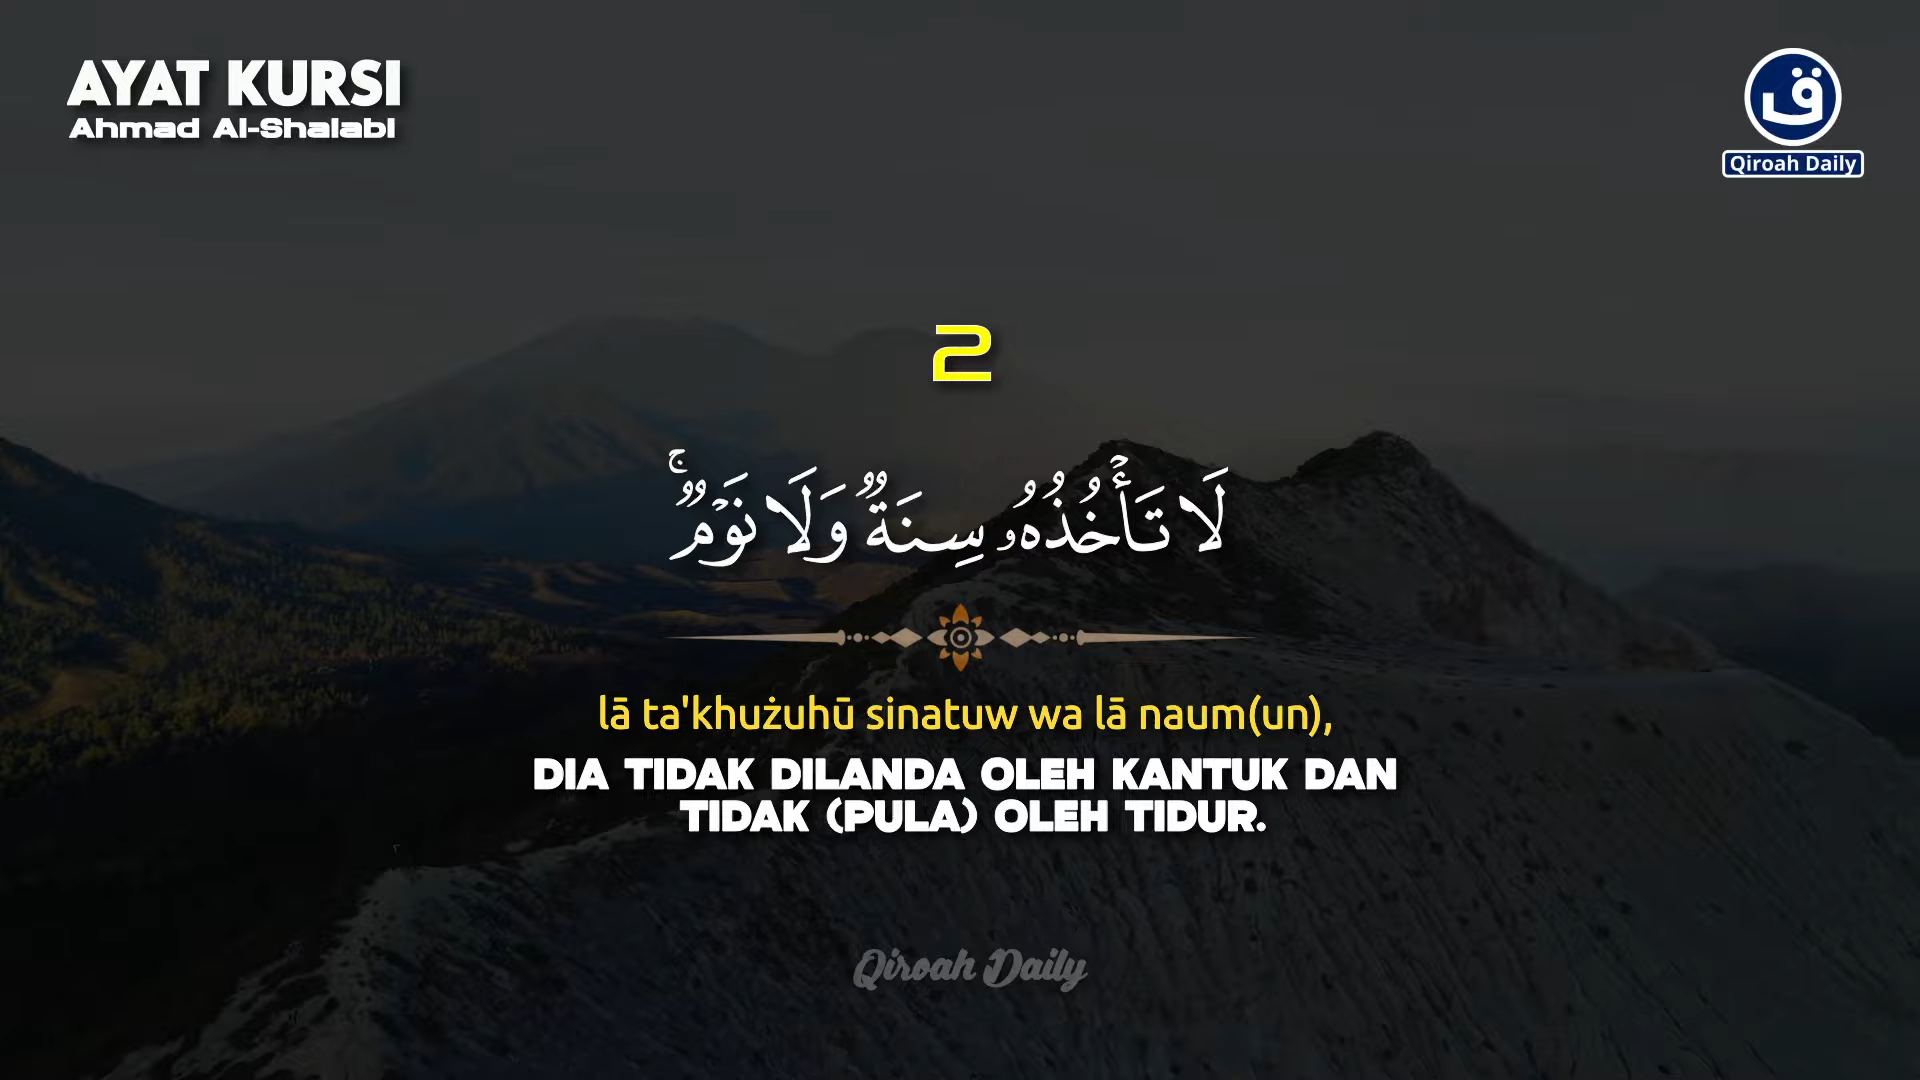 AYAT KURSI
Ahmad Al-Shalabi
ق
Qiroah Daily
2
لَا تَأْخُذُهُۥ سِنَةٌ وَلَا نَوْمٌ ۚ
lā ta'khużuhū sinatuw wa lā naum(un),
DIA TIDAK DILANDA OLEH KANTUK DAN
TIDAK (PULA) OLEH TIDUR.
Qiroah Daily